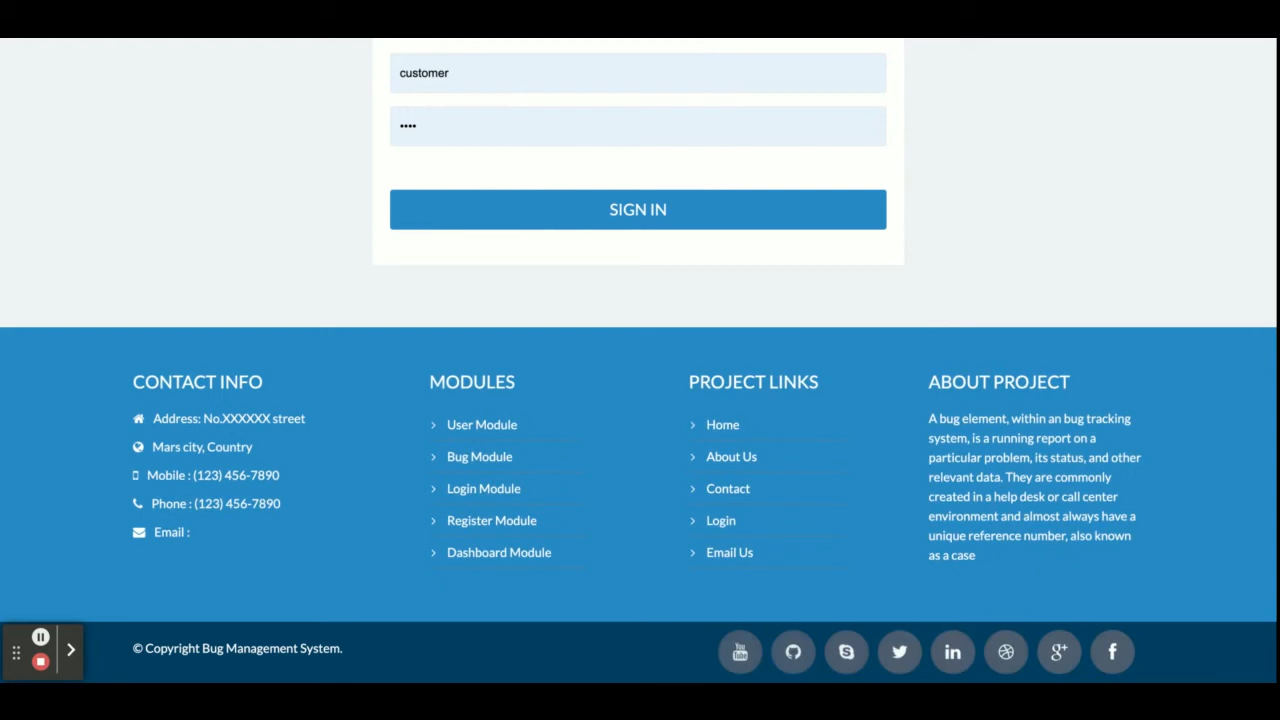 customer
••••
SIGN IN
CONTACT INFO
Address: No.XXXXXX street
Mars city, Country
Mobile : (123) 456-7890
Phone : (123) 456-7890
Email :
MODULES
User Module
Bug Module
Login Module
Register Module
Dashboard Module
PROJECT LINKS
Home
About Us
Contact
Login
Email Us
ABOUT PROJECT
A bug element, within an bug tracking
system, is a running report on a
particular problem, its status, and other
relevant data. They are commonly
created in a help desk or call center
environment and almost always have a
unique reference number, also known
as a case
© Copyright Bug Management System.
You
Tube
in
g+
f